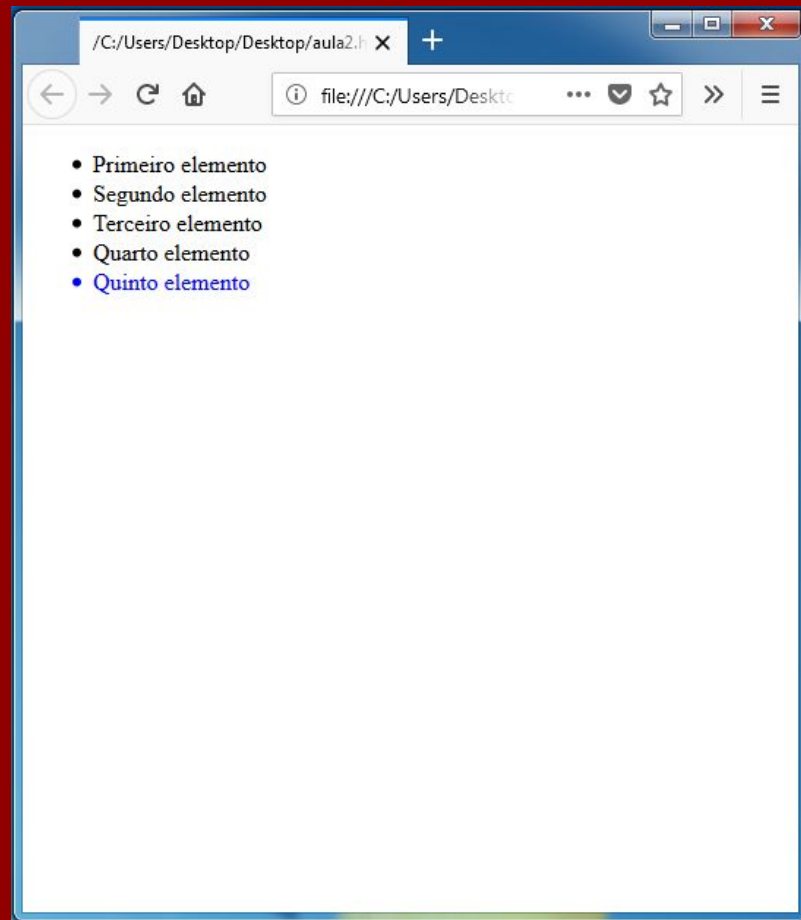 /C:/Users/Desktop/Desktop/aula2.h
file:///C:/Users/Deskto
Primeiro elemento
Segundo elemento
Terceiro elemento
Quarto elemento
Quinto elemento